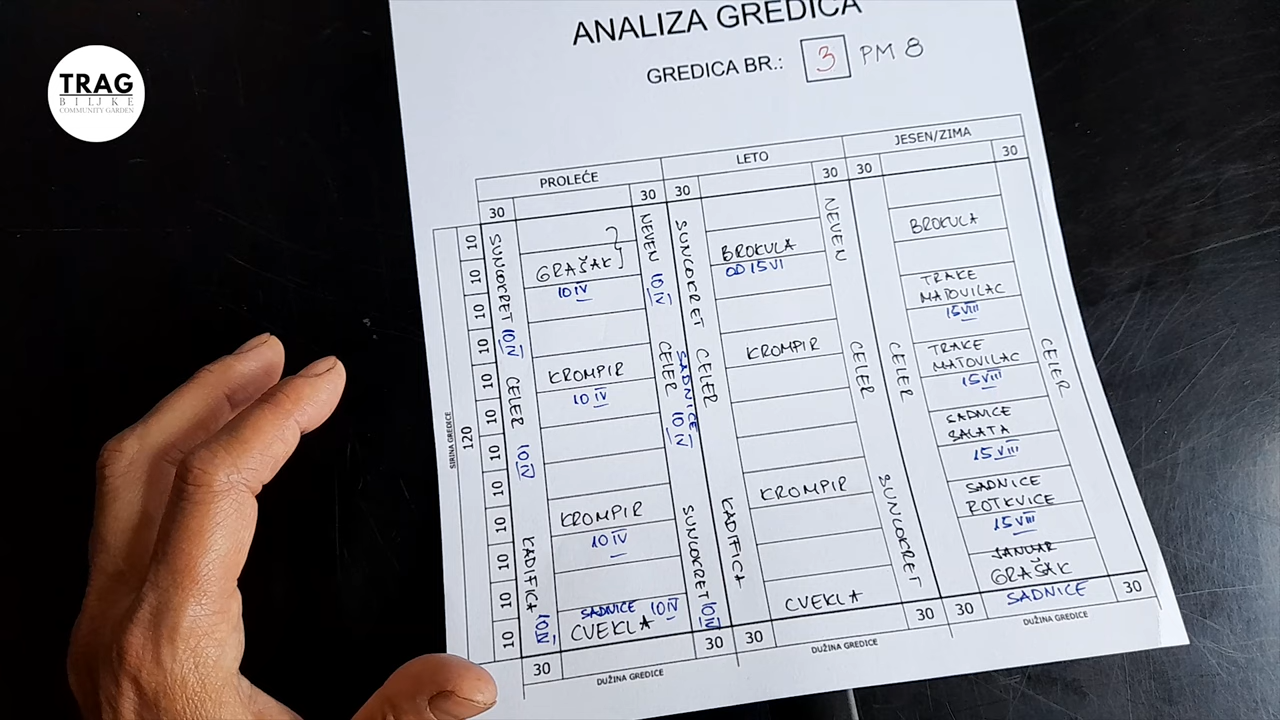 TRAG
BILJKE
COMMUNITY GARDEN
ANALIZA GREDICA
GREDICA BR.: 3 PM 8
PROLEĆE
LETO
JESEN/ZIMA
30
30
30
30
30
30
ŠIRINA GREDICE
120
10
10
10
10
10
10
10
10
10
10
10
10
SUNCOKRET 10 IV
CELER 10 IV
KADIFICA 10 IV
GRAŠAK
10 IV
KROMPIR
10 IV
KROMPIR
10 IV
SADNICE 10 IV
CVEKLA
NEVEN 10 IV
CELER SADNICE 10 IV
SUNCOKRET 10 IV
SUNCOKRET
CELER
KADIFICA
BROKULA
OD 15 VI
KROMPIR
KROMPIR
CVEKLA
NEVEN
CELER
SUNCOKRET
CELER
BROKULA
TRAKE
MATOVILAC
15 VIII
TRAKE
MATOVILAC
15 VIII
SADNICE
SALATA
15 VIII
SADNICE
ROTKVICE
15 VIII
JANUAR
GRAŠAK
SADNICE
CELER
30
30
30
30
30
30
DUŽINA GREDICE
DUŽINA GREDICE
DUŽINA GREDICE